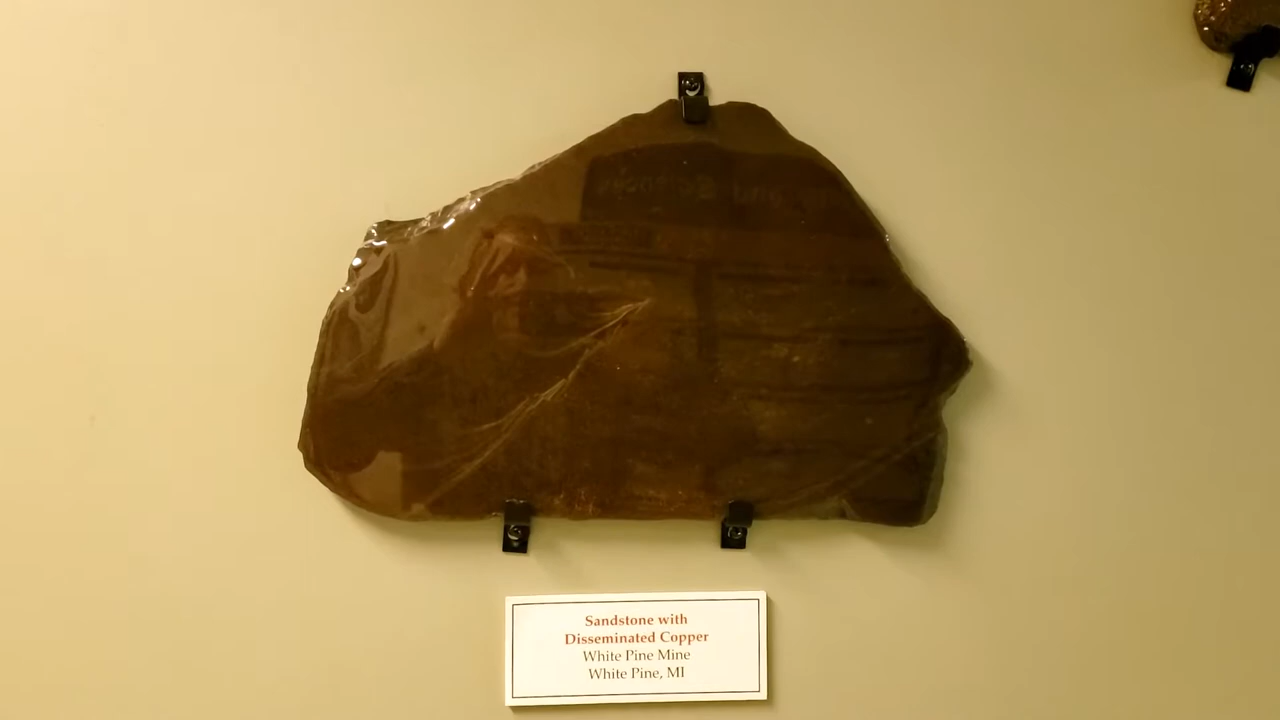 Sandstone with
Disseminated Copper
White Pine Mine
White Pine, MI